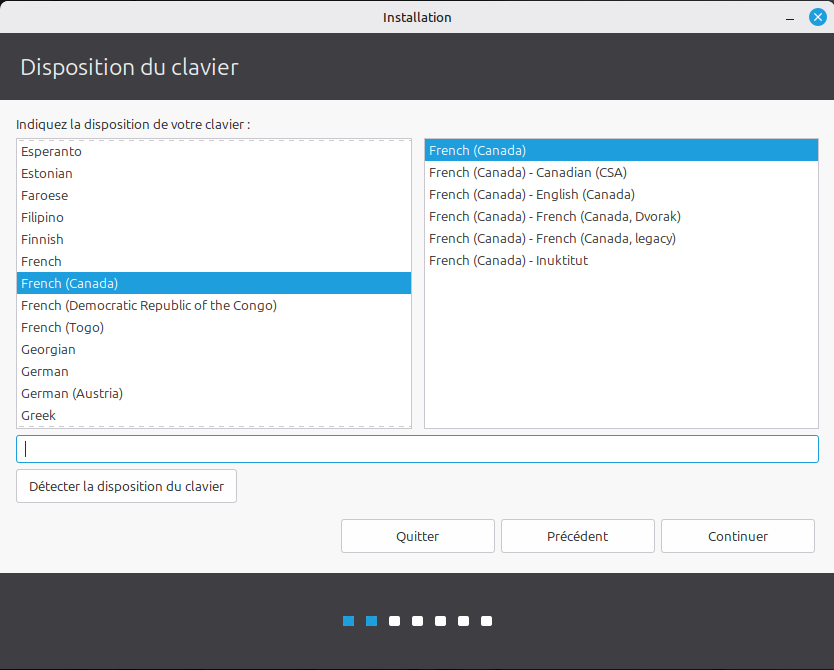 Installation
Disposition du clavier
Indiquez la disposition de votre clavier :
Esperanto
Estonian
Faroese
Filipino
Finnish
French
French (Canada)
French (Democratic Republic of the Congo)
French (Togo)
Georgian
German
German (Austria)
Greek
French (Canada)
French (Canada) - Canadian (CSA)
French (Canada) - English (Canada)
French (Canada) - French (Canada, Dvorak)
French (Canada) - French (Canada, legacy)
French (Canada) - Inuktitut
Détecter la disposition du clavier
Quitter
Précédent
Continuer